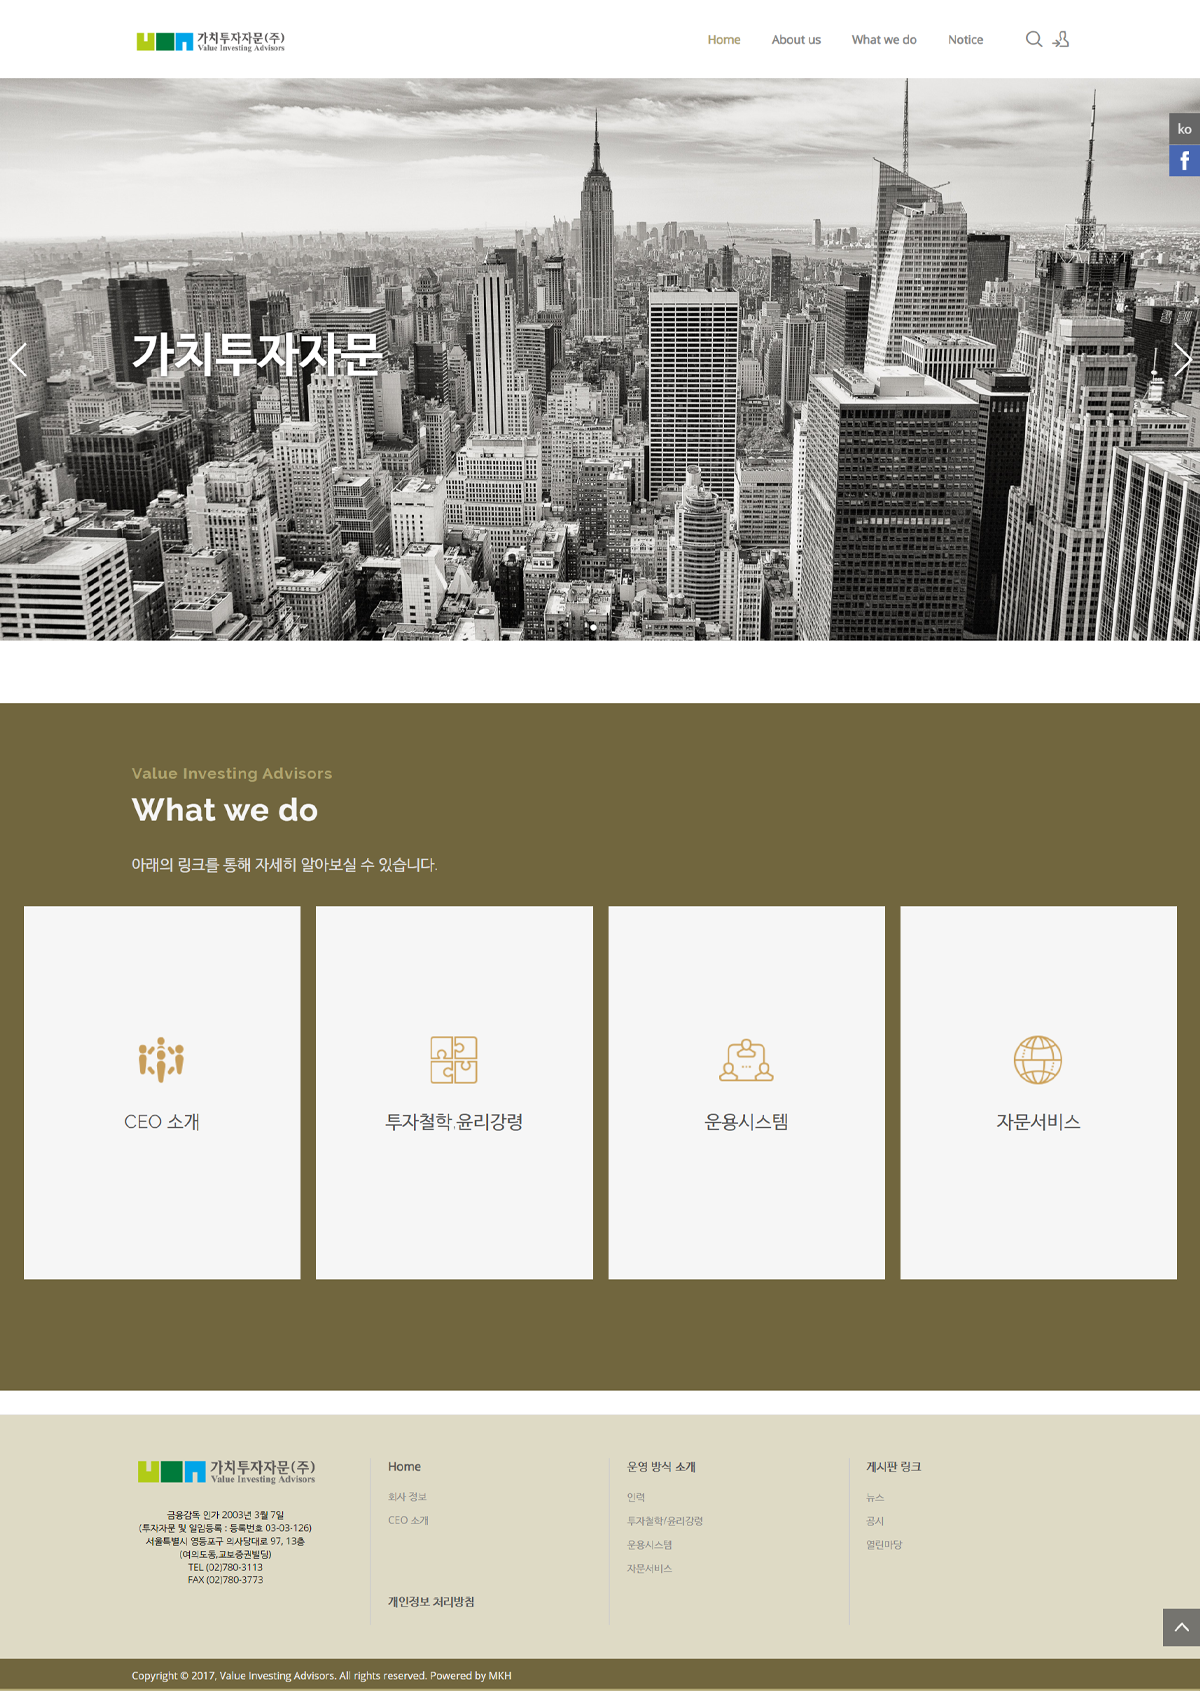 가치투자자문(주)
Value Investing Advisors
Home
About us
What we do
Notice
ko
f
가치투자자문
Value Investing Advisors
What we do
아래의 링크를 통해 자세히 알아보실 수 있습니다.
CEO 소개
투자철학,윤리강령
운용시스템
자문서비스
가치투자자문(주)
Value Investing Advisors
금융감독 인가 2003년 3월 7일
(투자자문 및 일임등록 : 등록번호 03-03-126)
서울특별시 영등포구 의사당대로 97, 13층
(여의도동,교보증권빌딩)
TEL (02)780-3113
FAX (02)780-3773
Home
회사 정보
CEO 소개
개인정보 처리방침
운영 방식 소개
인력
투자철학/윤리강령
운용시스템
자문서비스
게시판 링크
뉴스
공시
열린마당
Copyright © 2017, Value Investing Advisors. All rights reserved. Powered by MKH